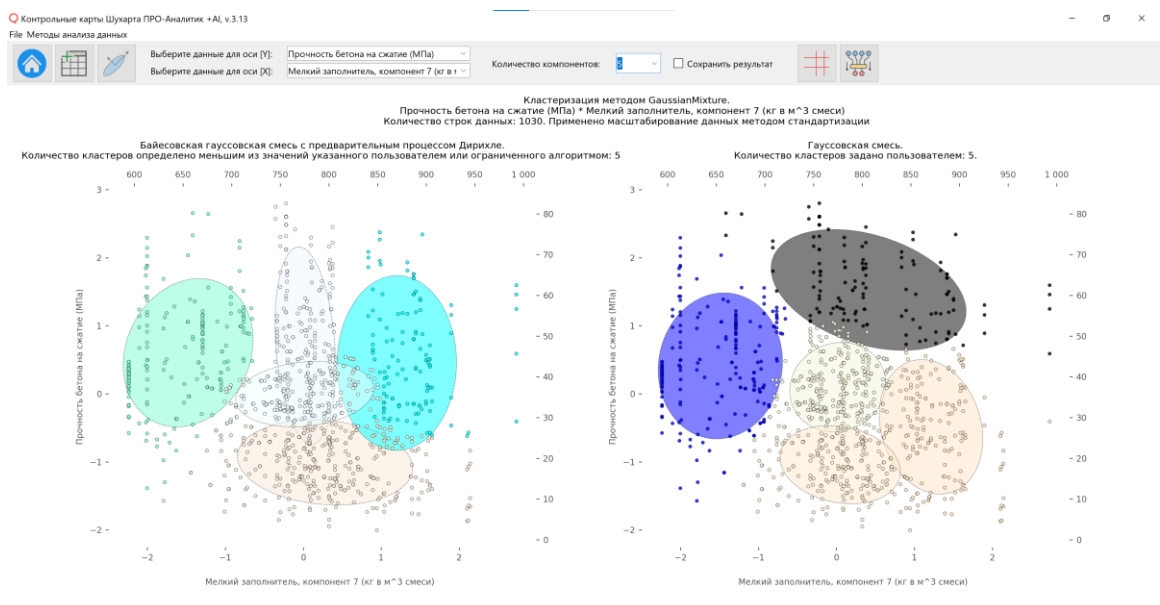 Контрольные карты Шухарта ПРО-Аналитик +AI, v.3.13
File Методы анализа данных
Выберите данные для оси [Y]: Прочность бетона на сжатие (МПа)
Выберите данные для оси [X]: Мелкий заполнитель, компонент 7 (кг в
Количество компонентов: 5 Сохранить результат
Кластеризация методом GaussianMixture.
Прочность бетона на сжатие (МПа) * Мелкий заполнитель, компонент 7 (кг в м^3 смеси)
Количество строк данных: 1030. Применено масштабирование данных методом стандартизации
Байесовская гауссовская смесь с предварительным процессом Дирихле.
Количество кластеров определено меньшим из значений указанного пользователем или ограниченного алгоритмом: 5
600 650 700 750 800 850 900 950 1 000
3
2
1
0
−1
−2
80
70
60
50
40
30
20
10
0
Прочность бетона на сжатие (МПа)
−2 −1 0 1 2
Мелкий заполнитель, компонент 7 (кг в м^3 смеси)
Гауссовская смесь.
Количество кластеров задано пользователем: 5.
600 650 700 750 800 850 900 950 1 000
3
2
1
0
−1
−2
80
70
60
50
40
30
20
10
0
Прочность бетона на сжатие (МПа)
−2 −1 0 1 2
Мелкий заполнитель, компонент 7 (кг в м^3 смеси)